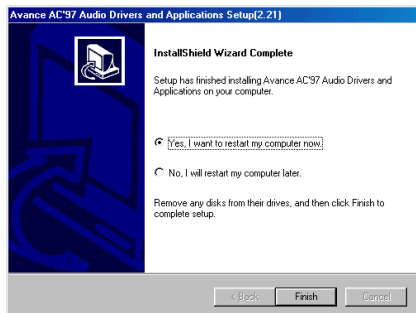 Avance AC'97 Audio Drivers and Applications Setup(2.21)
InstallShield Wizard Complete
Setup has finished installing Avance AC'97 Audio Drivers and
Applications on your computer.
Yes, I want to restart my computer now.
No, I will restart my computer later.
Remove any disks from their drives, and then click Finish to
complete setup.
< Back Finish Cancel